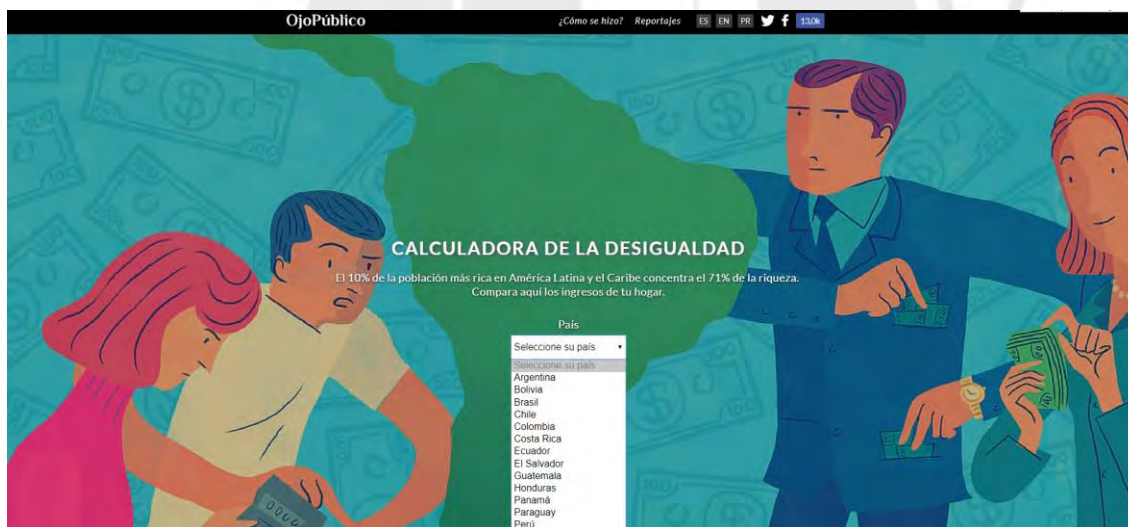 OjoPúblico ¿Cómo se hizo? Reportajes ES EN PR 13,0k
CALCULADORA DE LA DESIGUALDAD
El 10% de la población más rica en América Latina y el Caribe concentra el 71% de la riqueza.
Compara aquí los ingresos de tu hogar.
País
Seleccione su país
Seleccione su país
Argentina
Bolivia
Brasil
Chile
Colombia
Costa Rica
Ecuador
El Salvador
Guatemala
Honduras
Panamá
Paraguay
Perú